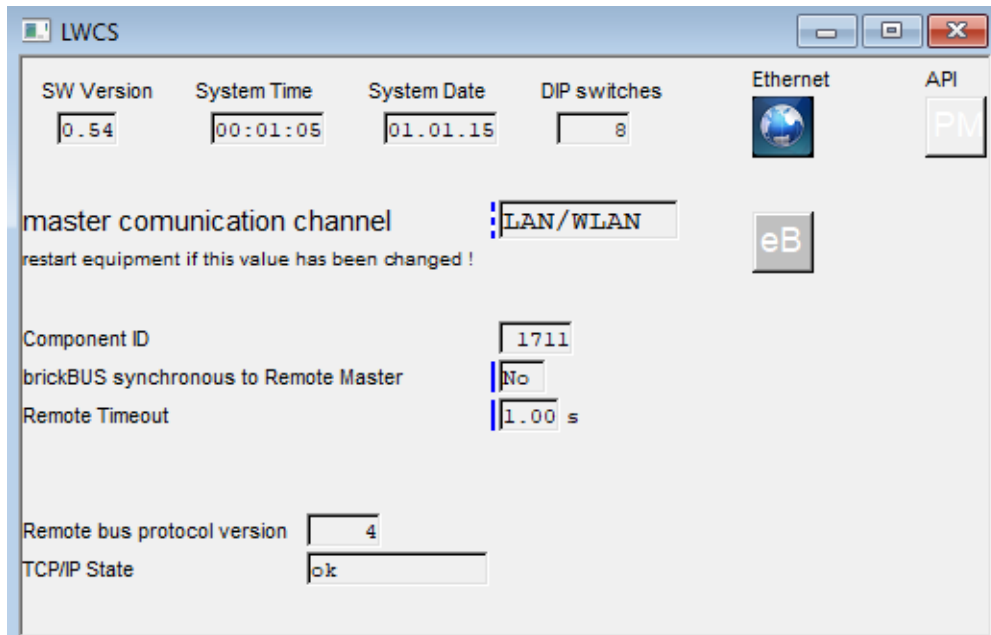 LWCS
SW Version System Time System Date DIP switches Ethernet API
0.54 00:01:05 01.01.15 8 PM
master comunication channel LAN/WLAN
eB
restart equipment if this value has been changed !
Component ID 1711
brickBUS synchronous to Remote Master No
Remote Timeout 1.00 s
Remote bus protocol version 4
TCP/IP State ok